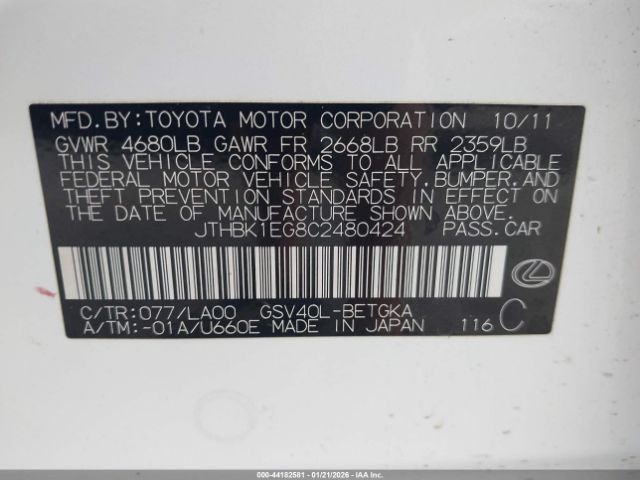 MFD.BY:TOYOTA MOTOR CORPORATION 10/11
GVWR 4680LB GAWR FR 2668LB RR 2359LB
THIS VEHICLE CONFORMS TO ALL APPLICABLE
FEDERAL MOTOR VEHICLE SAFETY,BUMPER,AND
THEFT PREVENTION STANDARDS IN EFFECT ON
THE DATE OF MANUFACTURE SHOWN ABOVE.
JTHBK1EG8C2480424 PASS.CAR
C/TR:077/LA00 GSV40L-BETGKA
A/TM:-01A/U660E MADE IN JAPAN 116 C
000-44182581 - 01/21/2026 - IAA Inc.